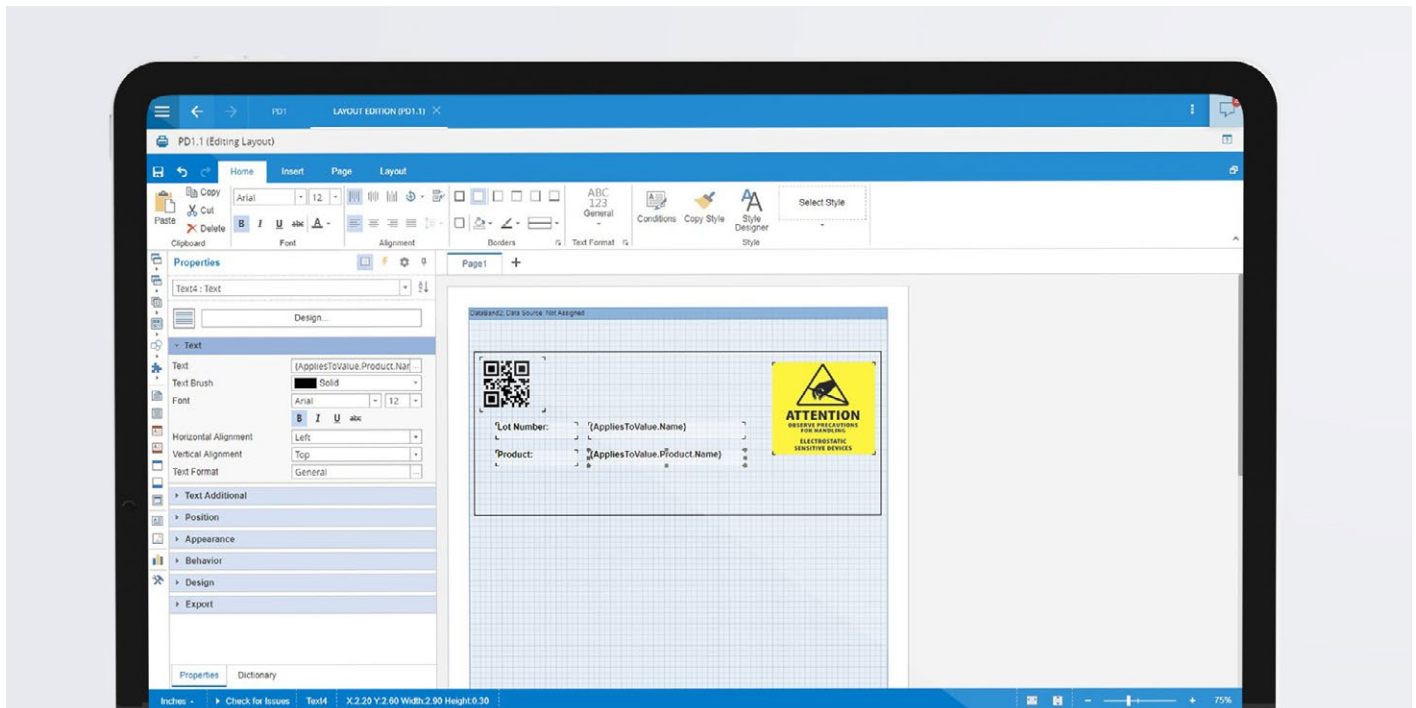 PD1 LAYOUT EDITION (PD1.1)
PD1.1 (Editing Layout)
Home Insert Page Layout
Paste Copy Cut Delete
Arial 12
B I U abc A
ABC 123 General
Conditions Copy Style Style Designer Select Style
Clipboard Font Alignment Borders Text Format Style
Properties
Text4 : Text
Design...
Text
Text {AppliesToValue.Product.Nar ...
Text Brush Solid
Font Arial 12
B I U abc
Horizontal Alignment Left
Vertical Alignment Top
Text Format General ...
Text Additional
Position
Appearance
Behavior
Design
Export
Properties Dictionary
Page1
DataBand2; Data Source: Not Assigned
Lot Number: {AppliesToValue.Name}
Product: {AppliesToValue.Product.Name}
ATTENTION
OBSERVE PRECAUTIONS
FOR HANDLING
ELECTROSTATIC
SENSITIVE DEVICES
Inches Check for Issues Text4 X:2.20 Y:2.60 Width:2.90 Height:0.30 75%